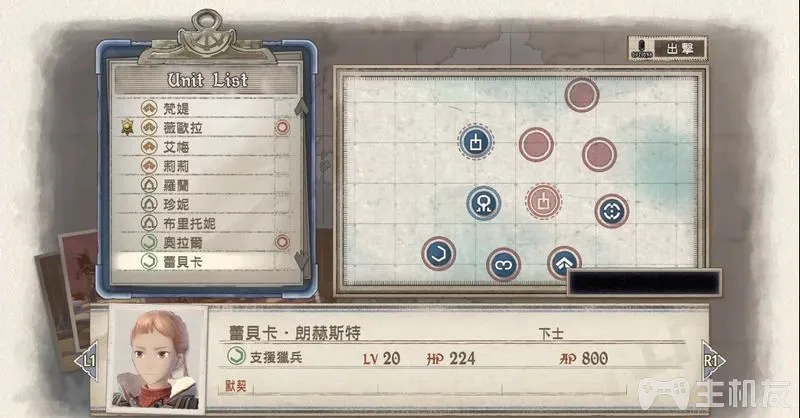 出擊
Unit List
梵媞
薇歐拉
艾梅
莉莉
羅蘭
珍妮
布里托妮
奧拉爾
蕾貝卡
L1
蕾貝卡·朗赫斯特 下士
支援獵兵 LV 20 HP 224 AP 800
默契
R1
主机友